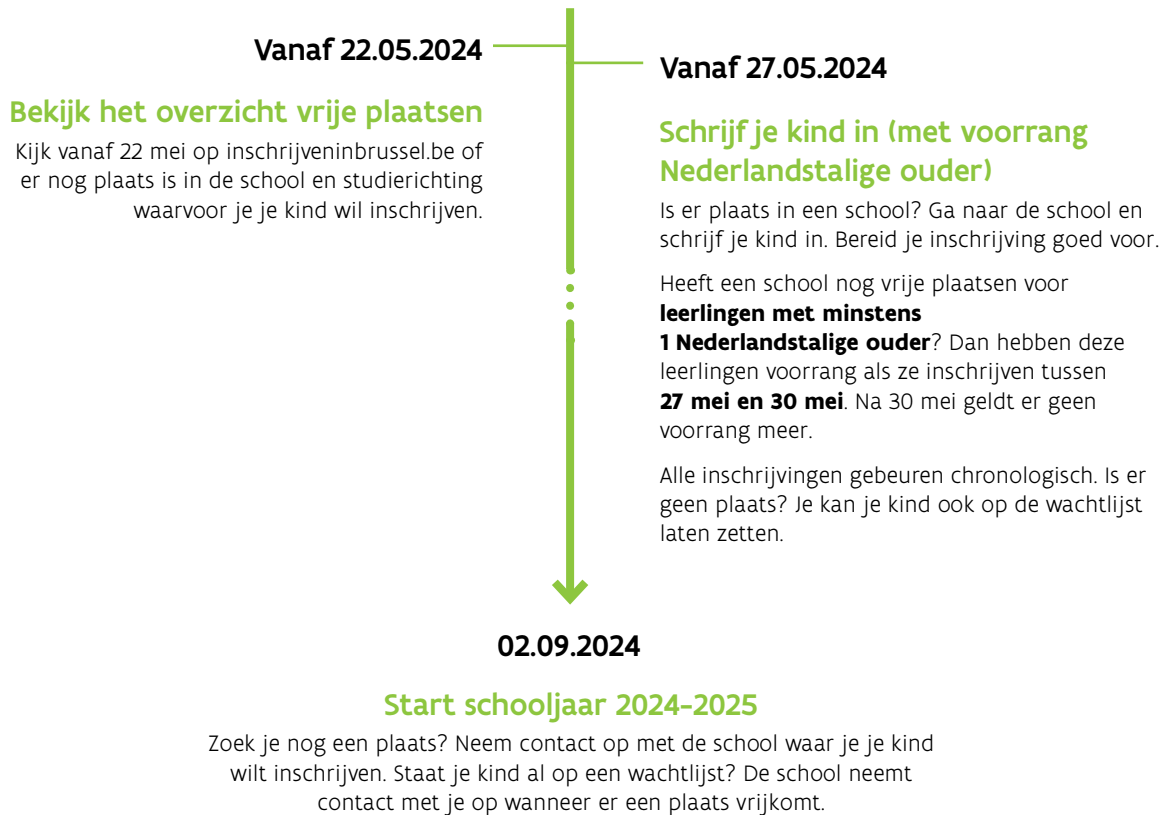 Vanaf 22.05.2024
Bekijk het overzicht vrije plaatsen
Kijk vanaf 22 mei op inschrijveninbrussel.be of
er nog plaats is in de school en studierichting
waarvoor je je kind wil inschrijven.
Vanaf 27.05.2024
Schrijf je kind in (met voorrang
Nederlandstalige ouder)
Is er plaats in een school? Ga naar de school en
schrijf je kind in. Bereid je inschrijving goed voor.
Heeft een school nog vrije plaatsen voor
leerlingen met minstens
1 Nederlandstalige ouder? Dan hebben deze
leerlingen voorrang als ze inschrijven tussen
27 mei en 30 mei. Na 30 mei geldt er geen
voorrang meer.
Alle inschrijvingen gebeuren chronologisch. Is er
geen plaats? Je kan je kind ook op de wachtlijst
laten zetten.
02.09.2024
Start schooljaar 2024-2025
Zoek je nog een plaats? Neem contact op met de school waar je je kind
wilt inschrijven. Staat je kind al op een wachtlijst? De school neemt
contact met je op wanneer er een plaats vrijkomt.